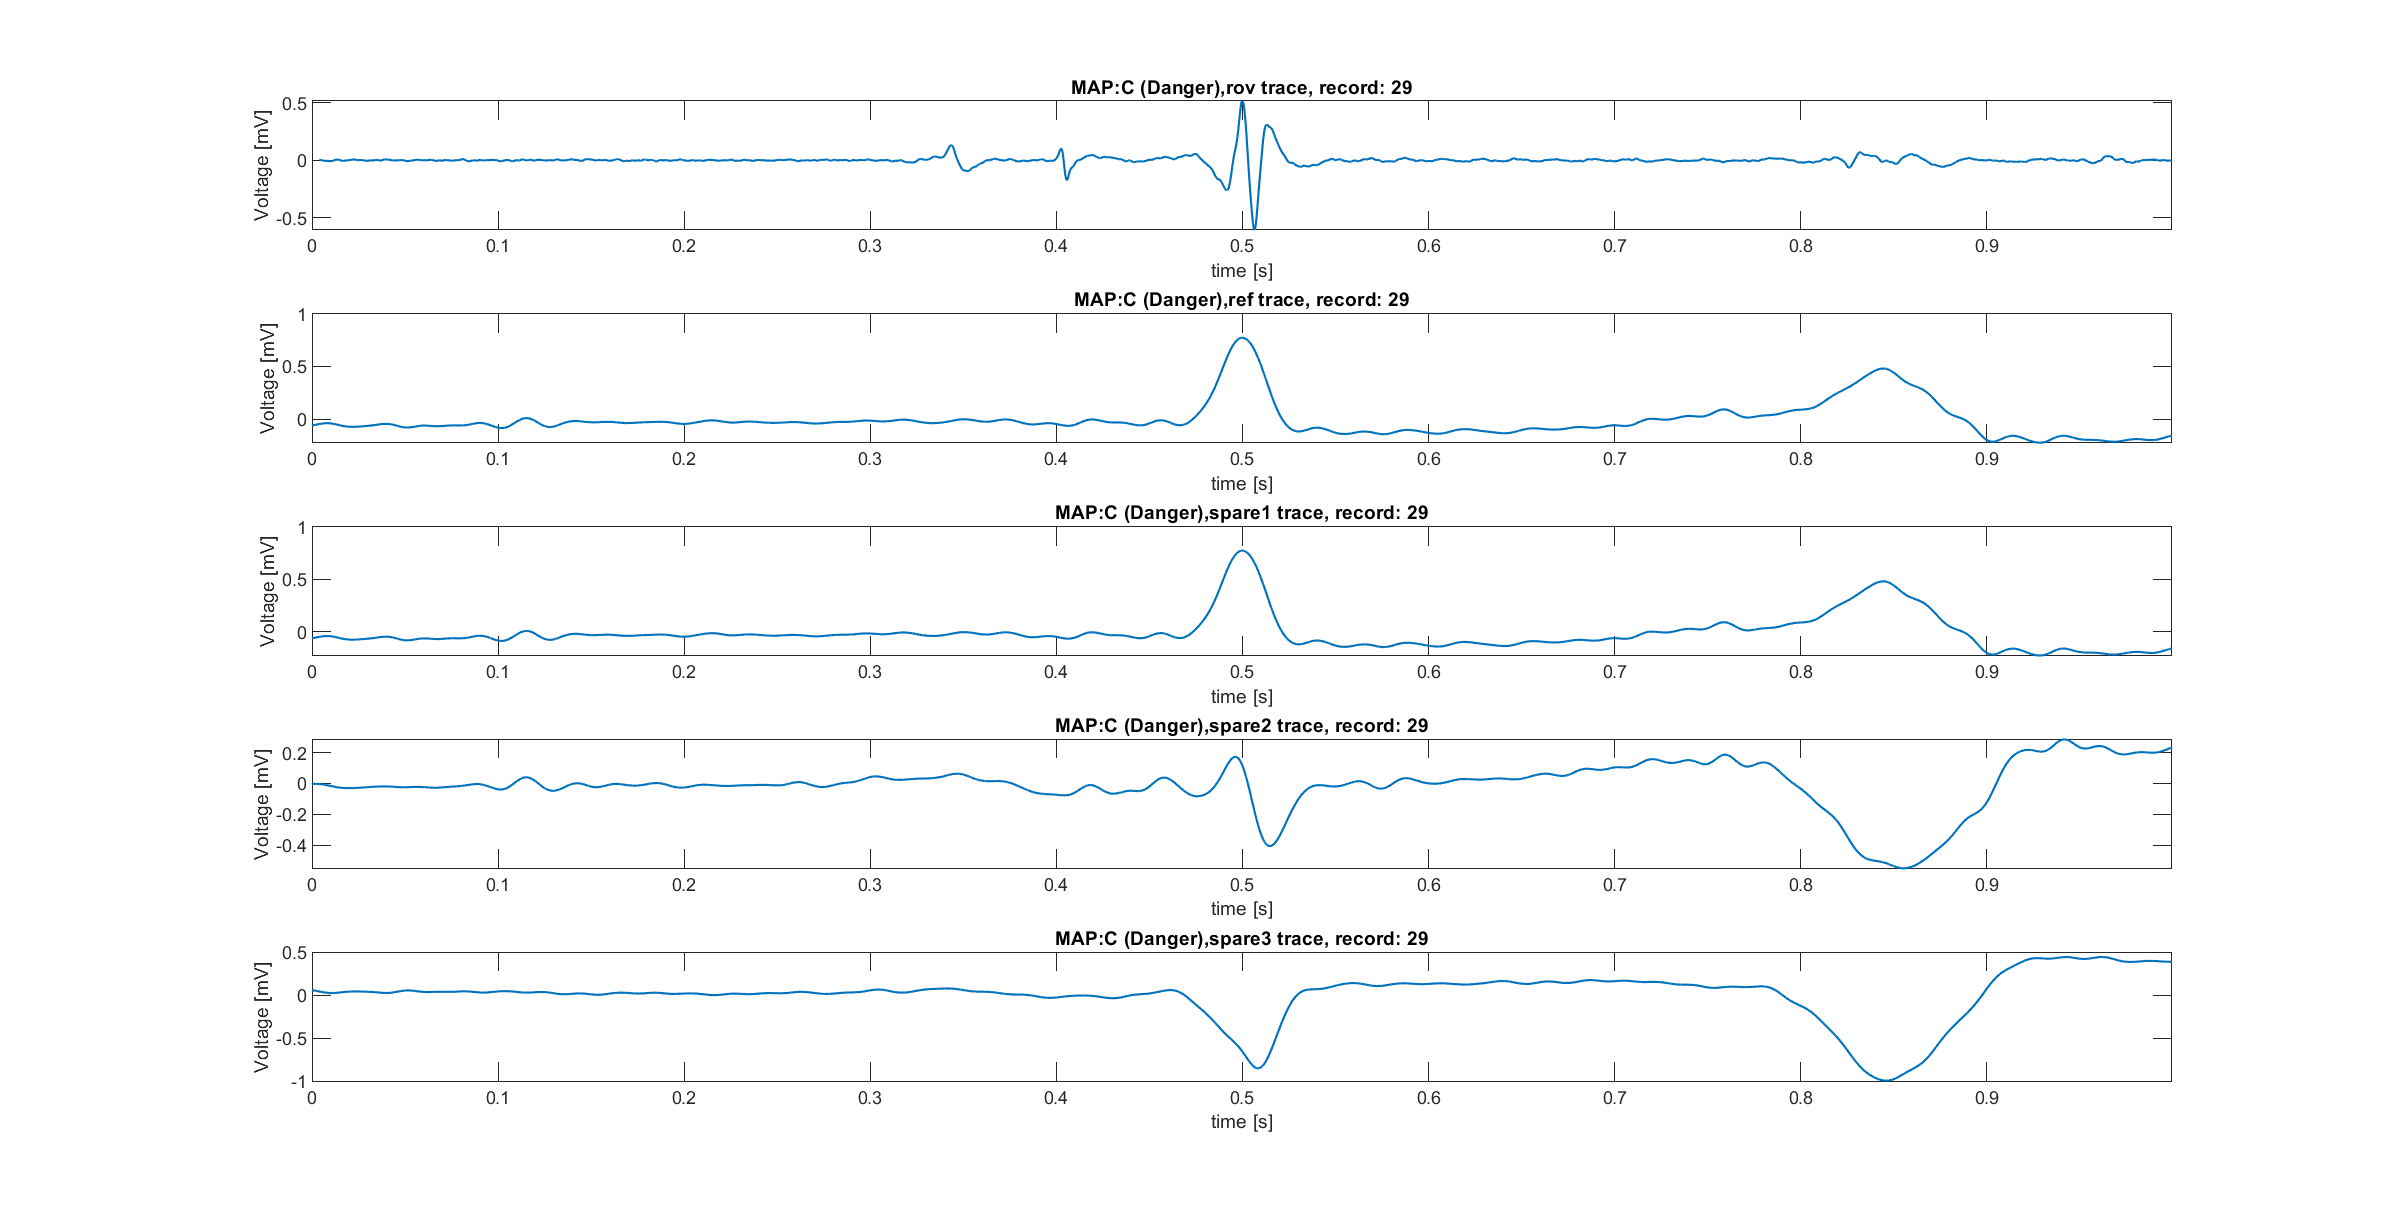 MAP:C (Danger),rov trace, record: 29
Voltage [mV]
0.5
0
-0.5
0 0.1 0.2 0.3 0.4 0.5 0.6 0.7 0.8 0.9
time [s]
MAP:C (Danger),ref trace, record: 29
Voltage [mV]
1
0.5
0
0 0.1 0.2 0.3 0.4 0.5 0.6 0.7 0.8 0.9
time [s]
MAP:C (Danger),spare1 trace, record: 29
Voltage [mV]
1
0.5
0
0 0.1 0.2 0.3 0.4 0.5 0.6 0.7 0.8 0.9
time [s]
MAP:C (Danger),spare2 trace, record: 29
Voltage [mV]
0.2
0
-0.2
-0.4
0 0.1 0.2 0.3 0.4 0.5 0.6 0.7 0.8 0.9
time [s]
MAP:C (Danger),spare3 trace, record: 29
Voltage [mV]
0.5
0
-0.5
-1
0 0.1 0.2 0.3 0.4 0.5 0.6 0.7 0.8 0.9
time [s]